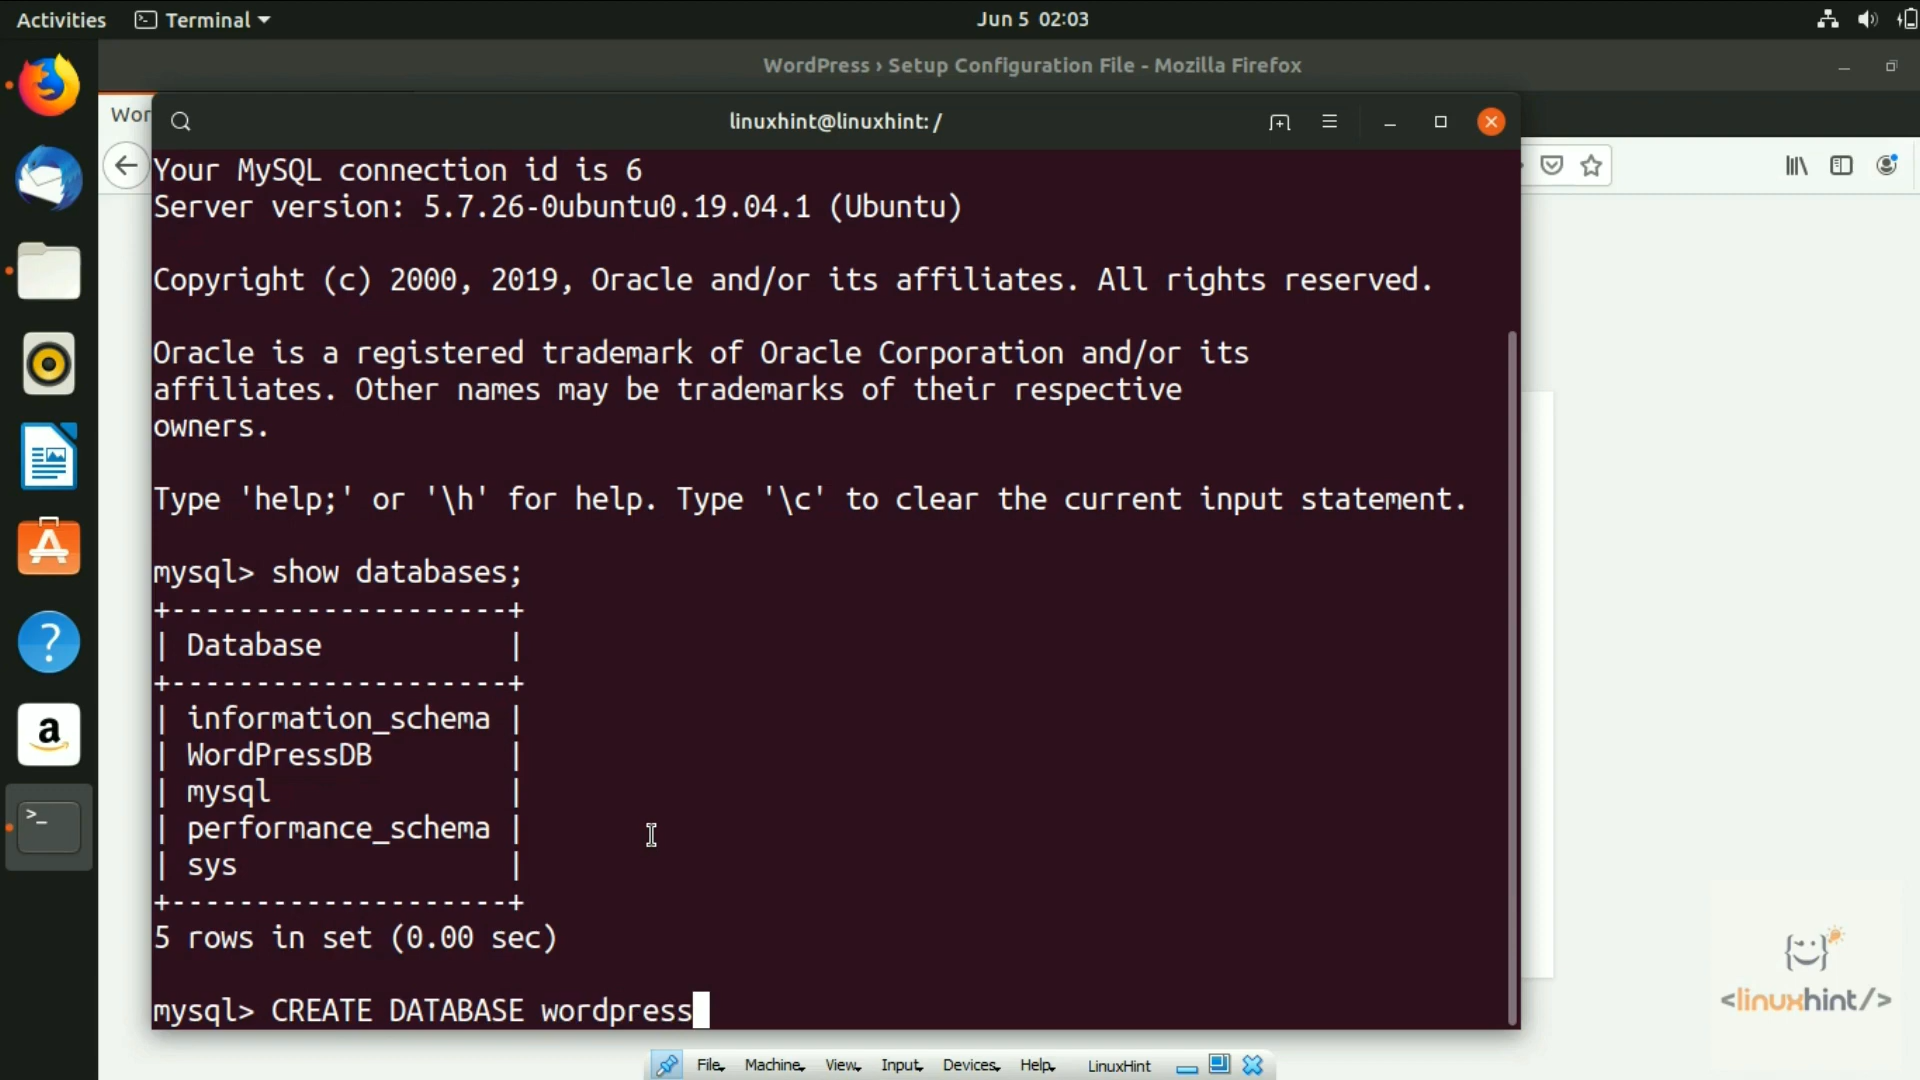 Activities Terminal Jun 5 02:03
WordPress › Setup Configuration File - Mozilla Firefox
Wor
linuxhint@linuxhint: /
Your MySQL connection id is 6
Server version: 5.7.26-0ubuntu0.19.04.1 (Ubuntu)
Copyright (c) 2000, 2019, Oracle and/or its affiliates. All rights reserved.
Oracle is a registered trademark of Oracle Corporation and/or its
affiliates. Other names may be trademarks of their respective
owners.
Type 'help;' or '\h' for help. Type '\c' to clear the current input statement.
mysql> show databases;
+--------------------+
| Database           |
+--------------------+
| information_schema |
| WordPressDB        |
| mysql              |
| performance_schema |
| sys                |
+--------------------+
5 rows in set (0.00 sec)
mysql> CREATE DATABASE wordpress
<linuxhint/>
File Machine View Input Devices Help LinuxHint